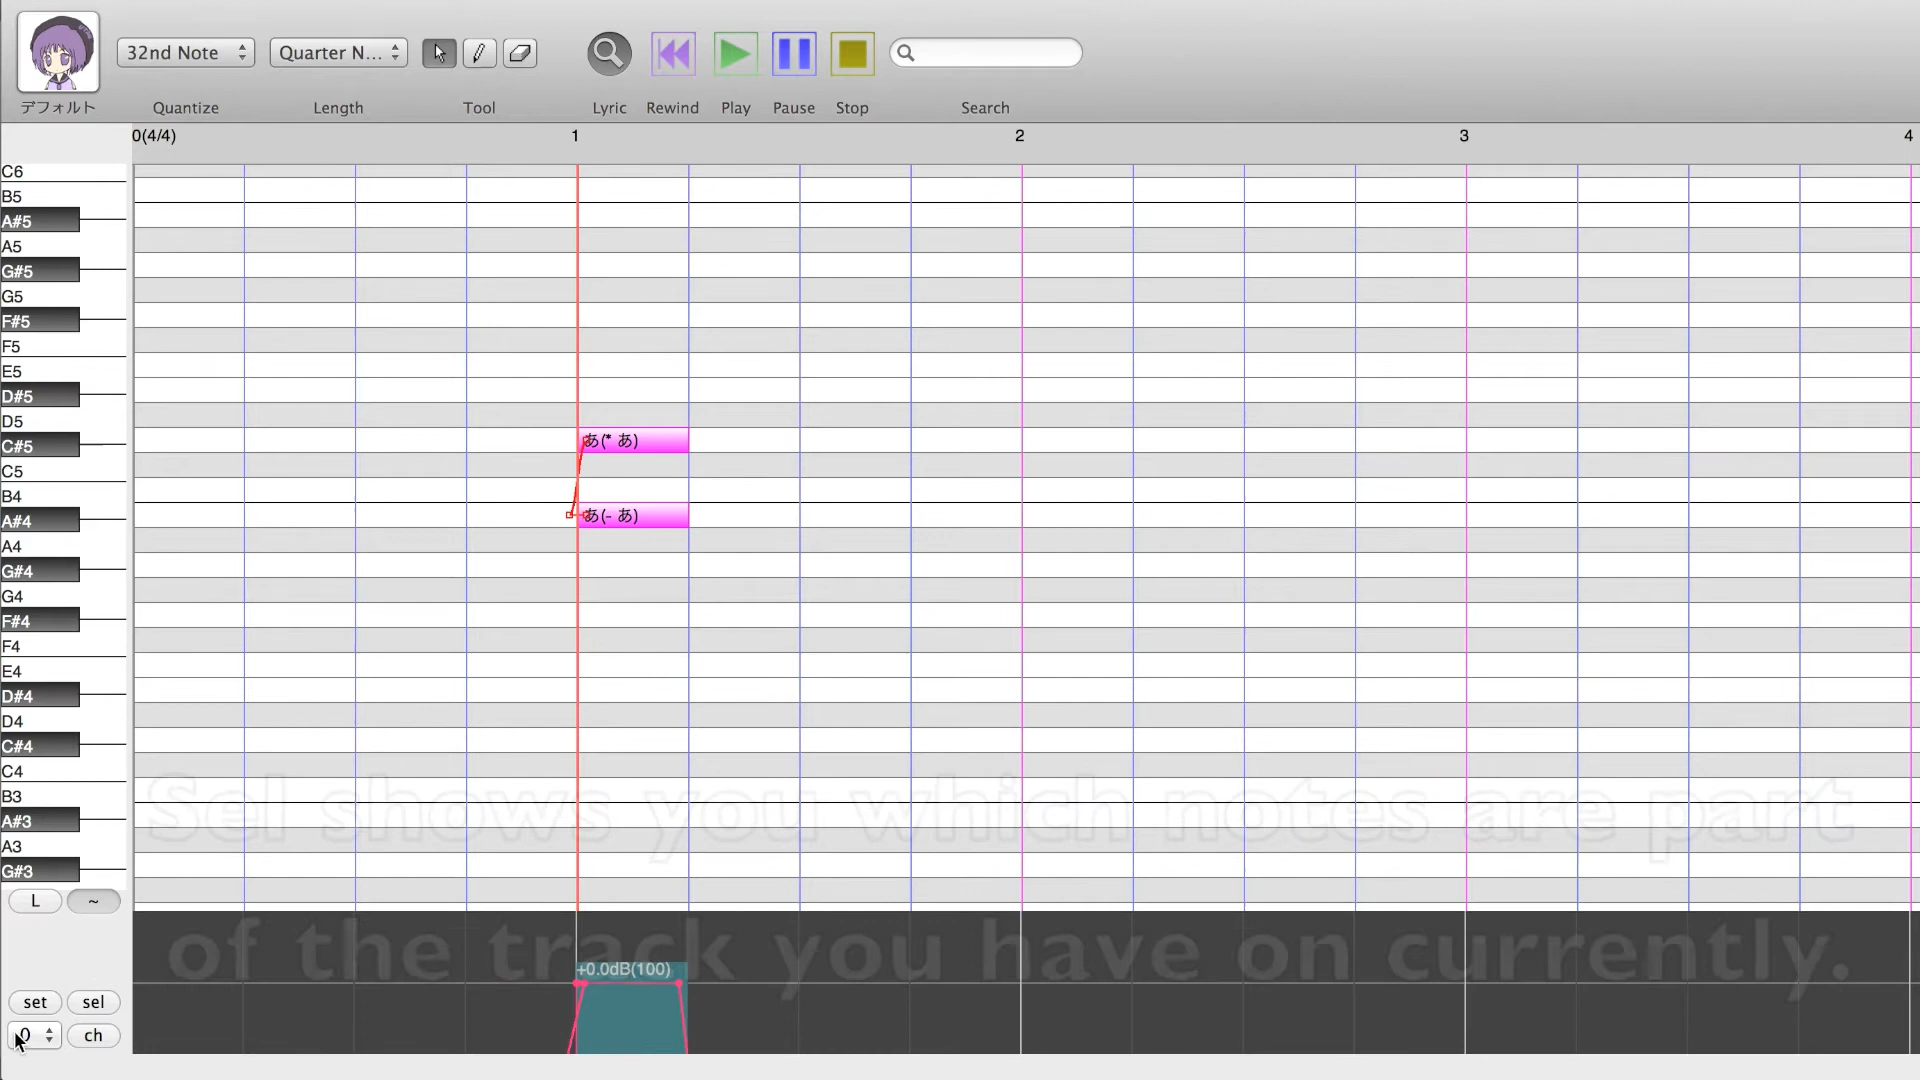 32nd Note
Quarter N...
デフォルト
Quantize
Length
Tool
Lyric
Rewind
Play
Pause
Stop
Search
0(4/4)
1
2
3
4
C6
B5
A#5
A5
G#5
G5
F#5
F5
E5
D#5
D5
C#5
あ(* あ)
C5
B4
A#4
あ(- あ)
A4
G#4
G4
F#4
F4
E4
D#4
D4
C#4
C4
B3
A#3
A3
G#3
Sel shows you which notes are part
of the track you have on currently.
L
~
+0.0dB(100)
set
sel
0
ch